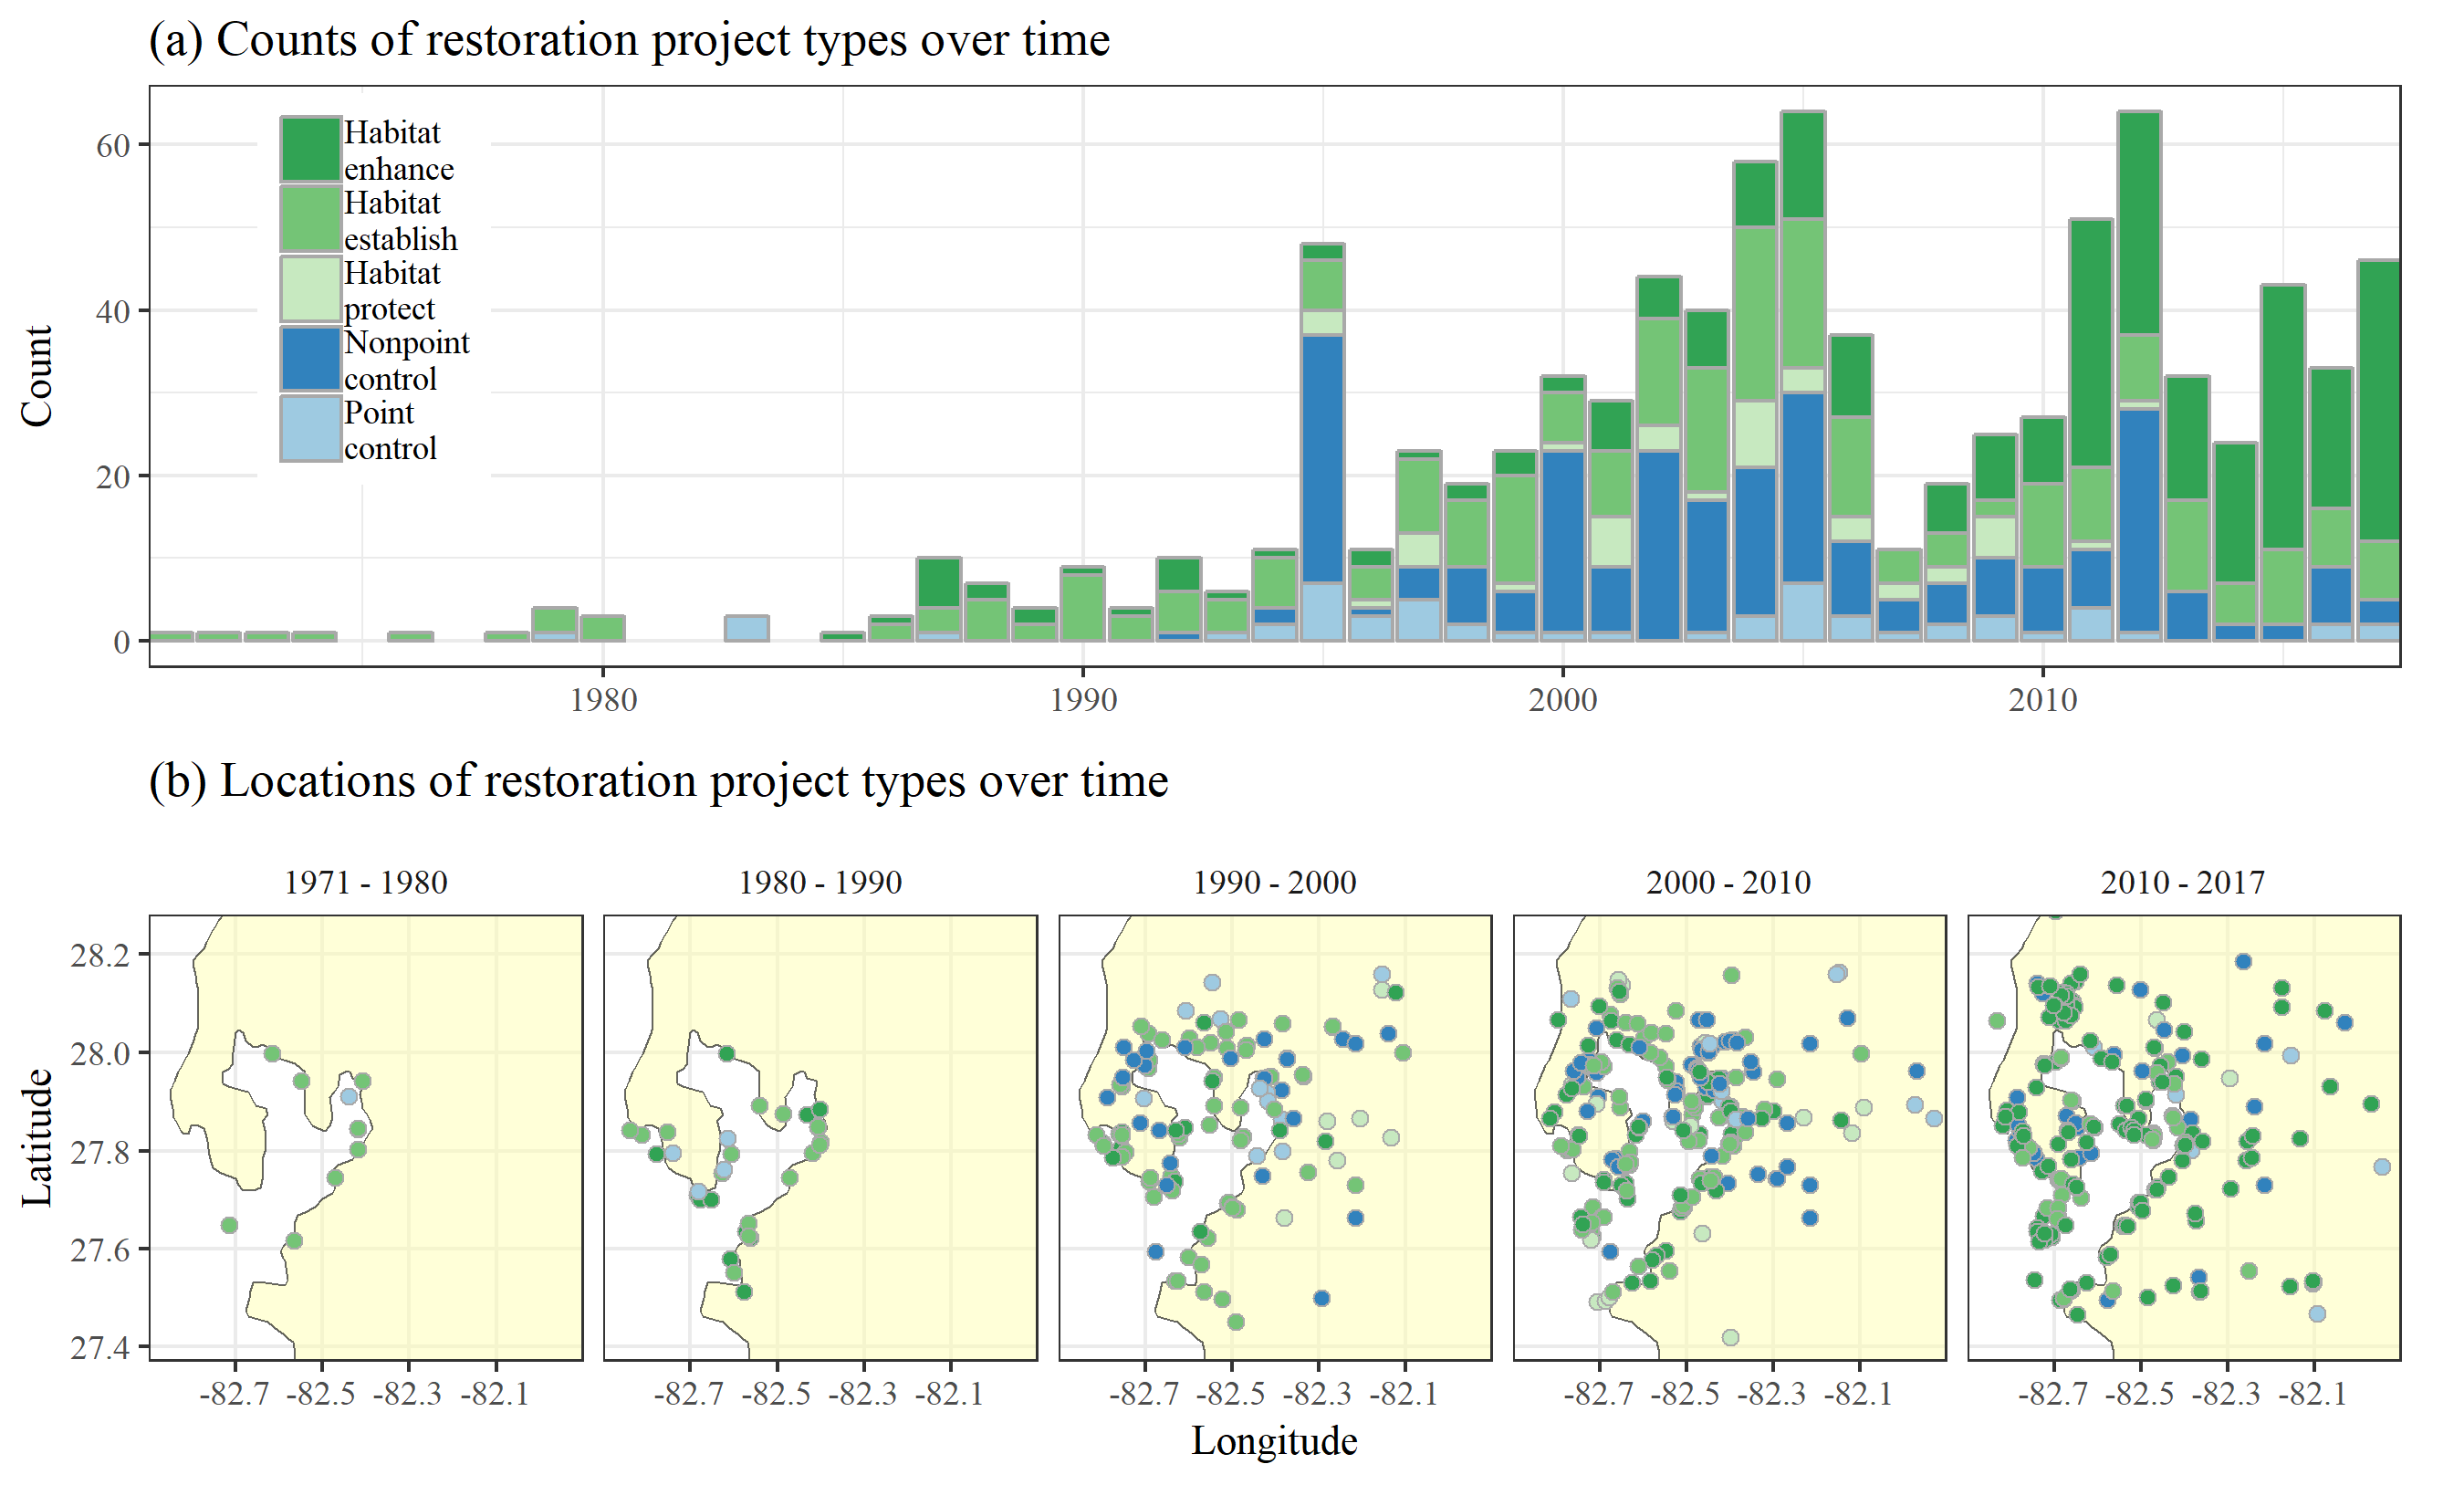 (a) Counts of restoration project types over time
Count
60
40
20
0
Habitat
enhance
Habitat
establish
Habitat
protect
Nonpoint
control
Point
control
1980
1990
2000
2010
(b) Locations of restoration project types over time
1971 - 1980
1980 - 1990
1990 - 2000
2000 - 2010
2010 - 2017
Latitude
28.2
28.0
27.8
27.6
27.4
-82.7 -82.5 -82.3 -82.1
-82.7 -82.5 -82.3 -82.1
-82.7 -82.5 -82.3 -82.1
-82.7 -82.5 -82.3 -82.1
-82.7 -82.5 -82.3 -82.1
Longitude